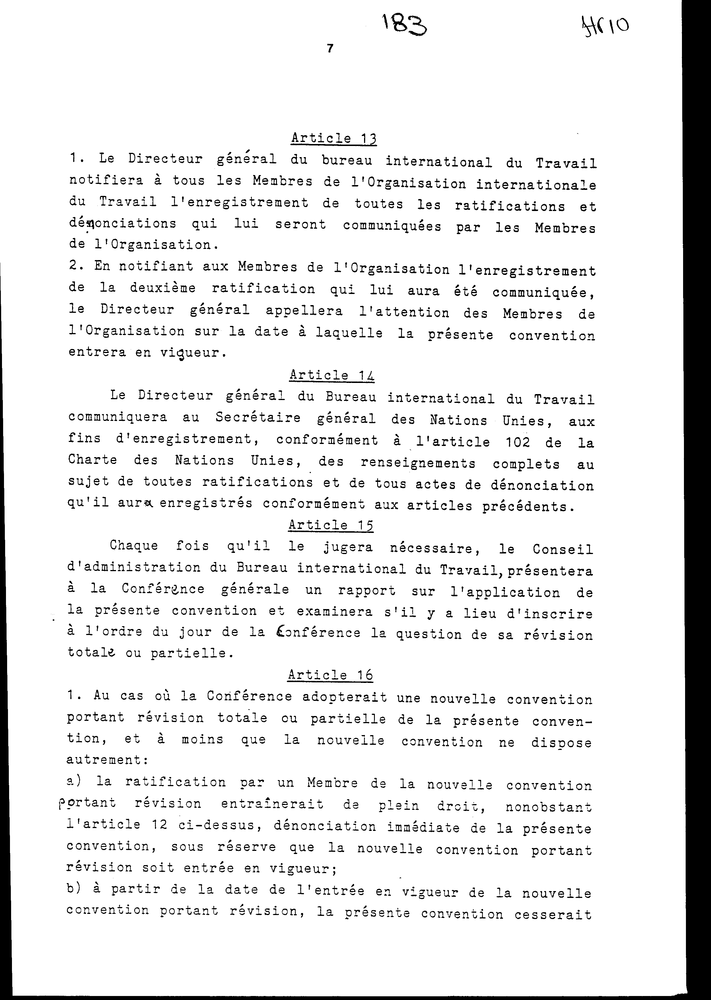 183
7
Article 13
1. Le Directeur général du bureau international du Travail
notifiera à tous les Membres de l'Organisation internationale
du Travail l'enregistrement de toutes les ratifications et
dénonciations qui lui seront communiquées par les Membres
de l'Organisation.
2. En notifiant aux Membres de l'Organisation l'enregistrement
de la deuxième ratification qui lui aura été communiquée,
le Directeur général appellera l'attention des Membres de
l'Organisation sur la date à laquelle la présente convention
entrera en vigueur.
Article 14
Le Directeur général du Bureau international du Travail
communiquera au Secrétaire général des Nations Unies, aux
fins d'enregistrement, conformément à l'article 102 de la
Charte des Nations Unies, des renseignements complets au
sujet de toutes ratifications et de tous actes de dénonciation
qu'il aura enregistrés conformément aux articles précédents.
Article 15
Chaque fois qu'il le jugera nécessaire, le Conseil
d'administration du Bureau international du Travail, présentera
à la Conférence générale un rapport sur l'application de
la présente convention et examinera s'il y a lieu d'inscrire
à l'ordre du jour de la Conférence la question de sa révision
totale ou partielle.
Article 16
1. Au cas où la Conférence adopterait une nouvelle convention
portant révision totale ou partielle de la présente conven-
tion, et à moins que la nouvelle convention ne dispose
autrement:
a) la ratification par un Membre de la nouvelle convention
portant révision entraînerait de plein droit, nonobstant
l'article 12 ci-dessus, dénonciation immédiate de la présente
convention, sous réserve que la nouvelle convention portant
révision soit entrée en vigueur;
b) à partir de la date de l'entrée en vigueur de la nouvelle
convention portant révision, la présente convention cesserait